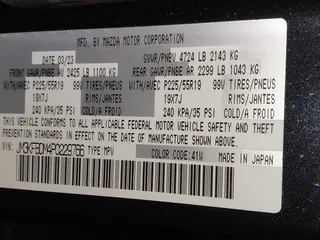 MFD. BY MAZDA MOTOR CORPORATION
DATE 03/23 GVWR/PNBV 4724 LB 2143 KG
FRONT GAWR/PNBE AV 2425 LB 1100 KG REAR GAWR/PNBE AR 2299 LB 1043 KG
WITH/AVEC P225/55R19 99 TIRES/PNEUS WITH/AVEC P225/55R19 99 TIRES/PNEUS
19X7J RIMS/JANTES 19X7J RIMS/JANTES
240 KPA/35 PSI COLD/A FROID 240 KPA/35 PSI COLD/A FROID
THIS VEHICLE CONFORMS TO ALL APPLICABLE FEDERAL MOTOR VEHICLE SAFETY AND THEFT
PREVENTION STANDARDS IN EFFECT ON THE DATE OF MANUFACTURE SHOWN ABOVE.
VIN: JM3KFBDM4P0229766 TYPE: MPV COLOR CODE: 41W MADE IN JAPAN